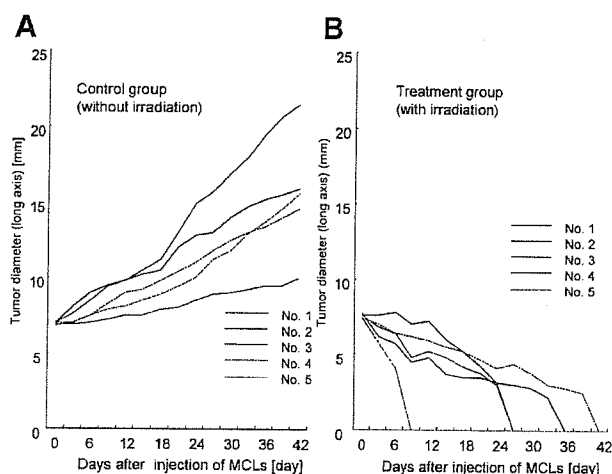 A
25
20
15
10
5
0
Tumor diameter (long axis) [mm]
Control group
(without irradiation)
No. 1
No. 2
No. 3
No. 4
No. 5
0 6 12 18 24 30 36 42
Days after injection of MCLs [day]
B
25
20
15
10
5
0
Tumor diameter (long axis) (mm)
Treatment group
(with irradiation)
No. 1
No. 2
No. 3
No. 4
No. 5
0 6 12 18 24 30 36 42
Days after injection of MCLs [day]